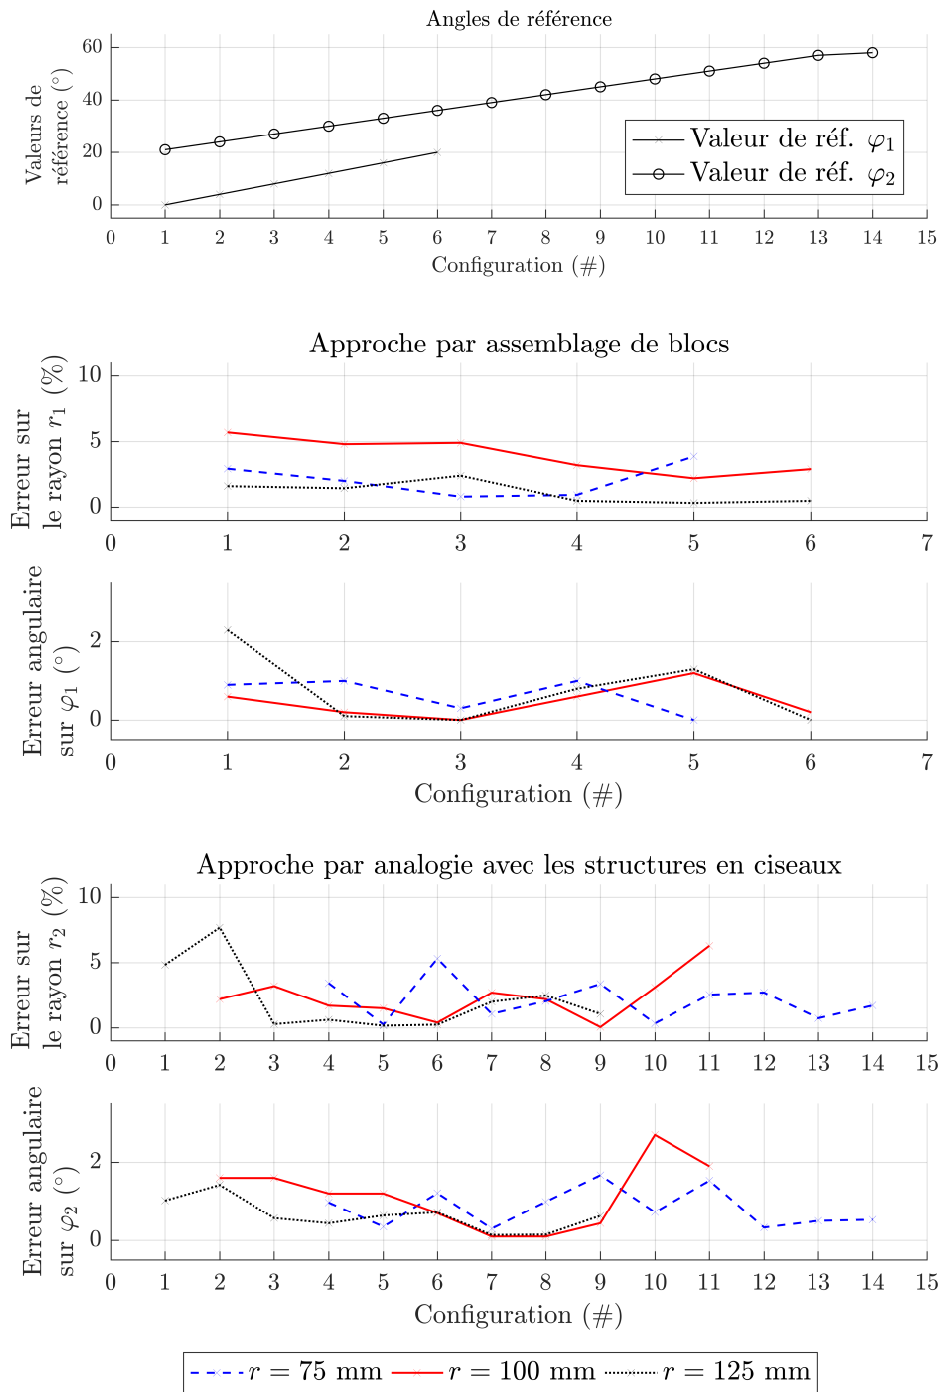 Angles de référence
Valeurs de
référence (°)
60
40
20
0
Valeur de réf. φ₁
Valeur de réf. φ₂
0 1 2 3 4 5 6 7 8 9 10 11 12 13 14 15
Configuration (#)
Approche par assemblage de blocs
Erreur sur
le rayon r₁ (%)
10
5
0
0 1 2 3 4 5 6 7
Erreur angulaire
sur φ₁ (°)
2
0
0 1 2 3 4 5 6 7
Configuration (#)
Approche par analogie avec les structures en ciseaux
Erreur sur
le rayon r₂ (%)
10
5
0
0 1 2 3 4 5 6 7 8 9 10 11 12 13 14 15
Erreur angulaire
sur φ₂ (°)
2
0
0 1 2 3 4 5 6 7 8 9 10 11 12 13 14 15
Configuration (#)
r = 75 mm r = 100 mm r = 125 mm